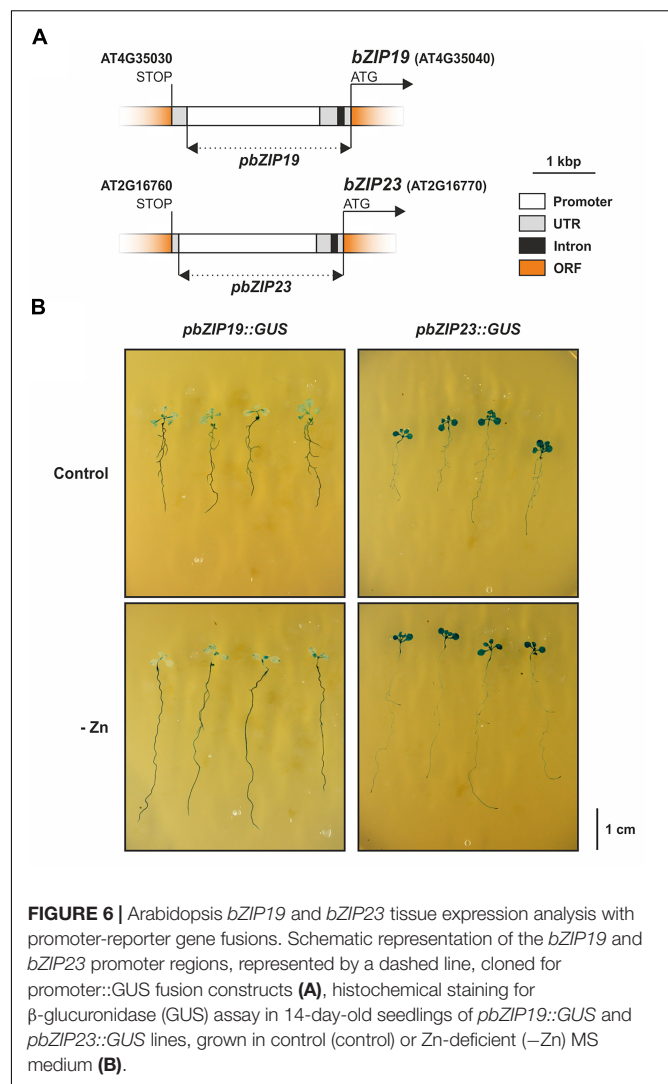 A
AT4G35030
STOP
bZIP19 (AT4G35040)
ATG
pbZIP19
AT2G16760
STOP
bZIP23 (AT2G16770)
ATG
pbZIP23
1 kbp
Promoter
UTR
Intron
ORF
B
pbZIP19::GUS
pbZIP23::GUS
Control
- Zn
1 cm
FIGURE 6 | Arabidopsis bZIP19 and bZIP23 tissue expression analysis with
promoter-reporter gene fusions. Schematic representation of the bZIP19 and
bZIP23 promoter regions, represented by a dashed line, cloned for
promoter::GUS fusion constructs (A), histochemical staining for
β-glucuronidase (GUS) assay in 14-day-old seedlings of pbZIP19::GUS and
pbZIP23::GUS lines, grown in control (control) or Zn-deficient (−Zn) MS
medium (B).